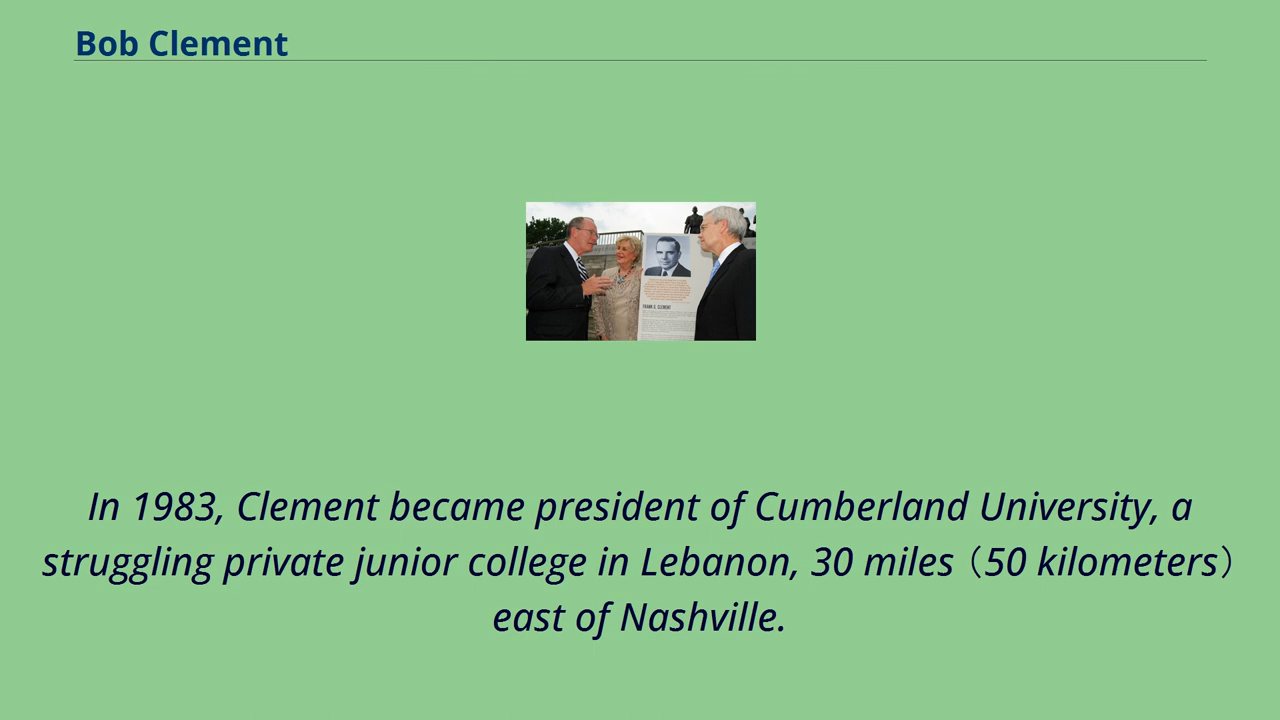 Bob Clement
FRANK G. CLEMENT
In 1983, Clement became president of Cumberland University, a
struggling private junior college in Lebanon, 30 miles（50 kilometers）
east of Nashville.